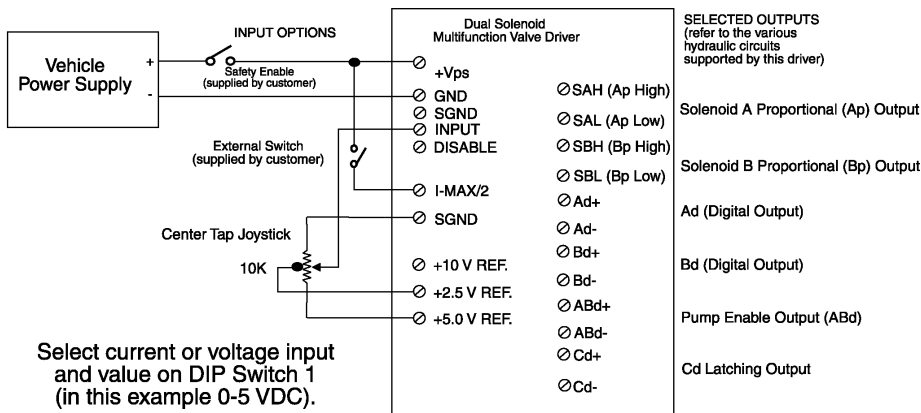 INPUT OPTIONS
Vehicle
Power Supply
+
-
Safety Enable
(supplied by customer)
External Switch
(supplied by customer)
Center Tap Joystick
10K
Select current or voltage input
and value on DIP Switch 1
(in this example 0-5 VDC).
Dual Solenoid
Multifunction Valve Driver
+Vps
GND
SGND
INPUT
DISABLE
I-MAX/2
SGND
+10 V REF.
+2.5 V REF.
+5.0 V REF.
SAH (Ap High)
SAL (Ap Low)
SBH (Bp High)
SBL (Bp Low)
Ad+
Ad-
Bd+
Bd-
ABd+
ABd-
Cd+
Cd-
SELECTED OUTPUTS
(refer to the various
hydraulic circuits
supported by this driver)
Solenoid A Proportional (Ap) Output
Solenoid B Proportional (Bp) Output
Ad (Digital Output)
Bd (Digital Output)
Pump Enable Output (ABd)
Cd Latching Output